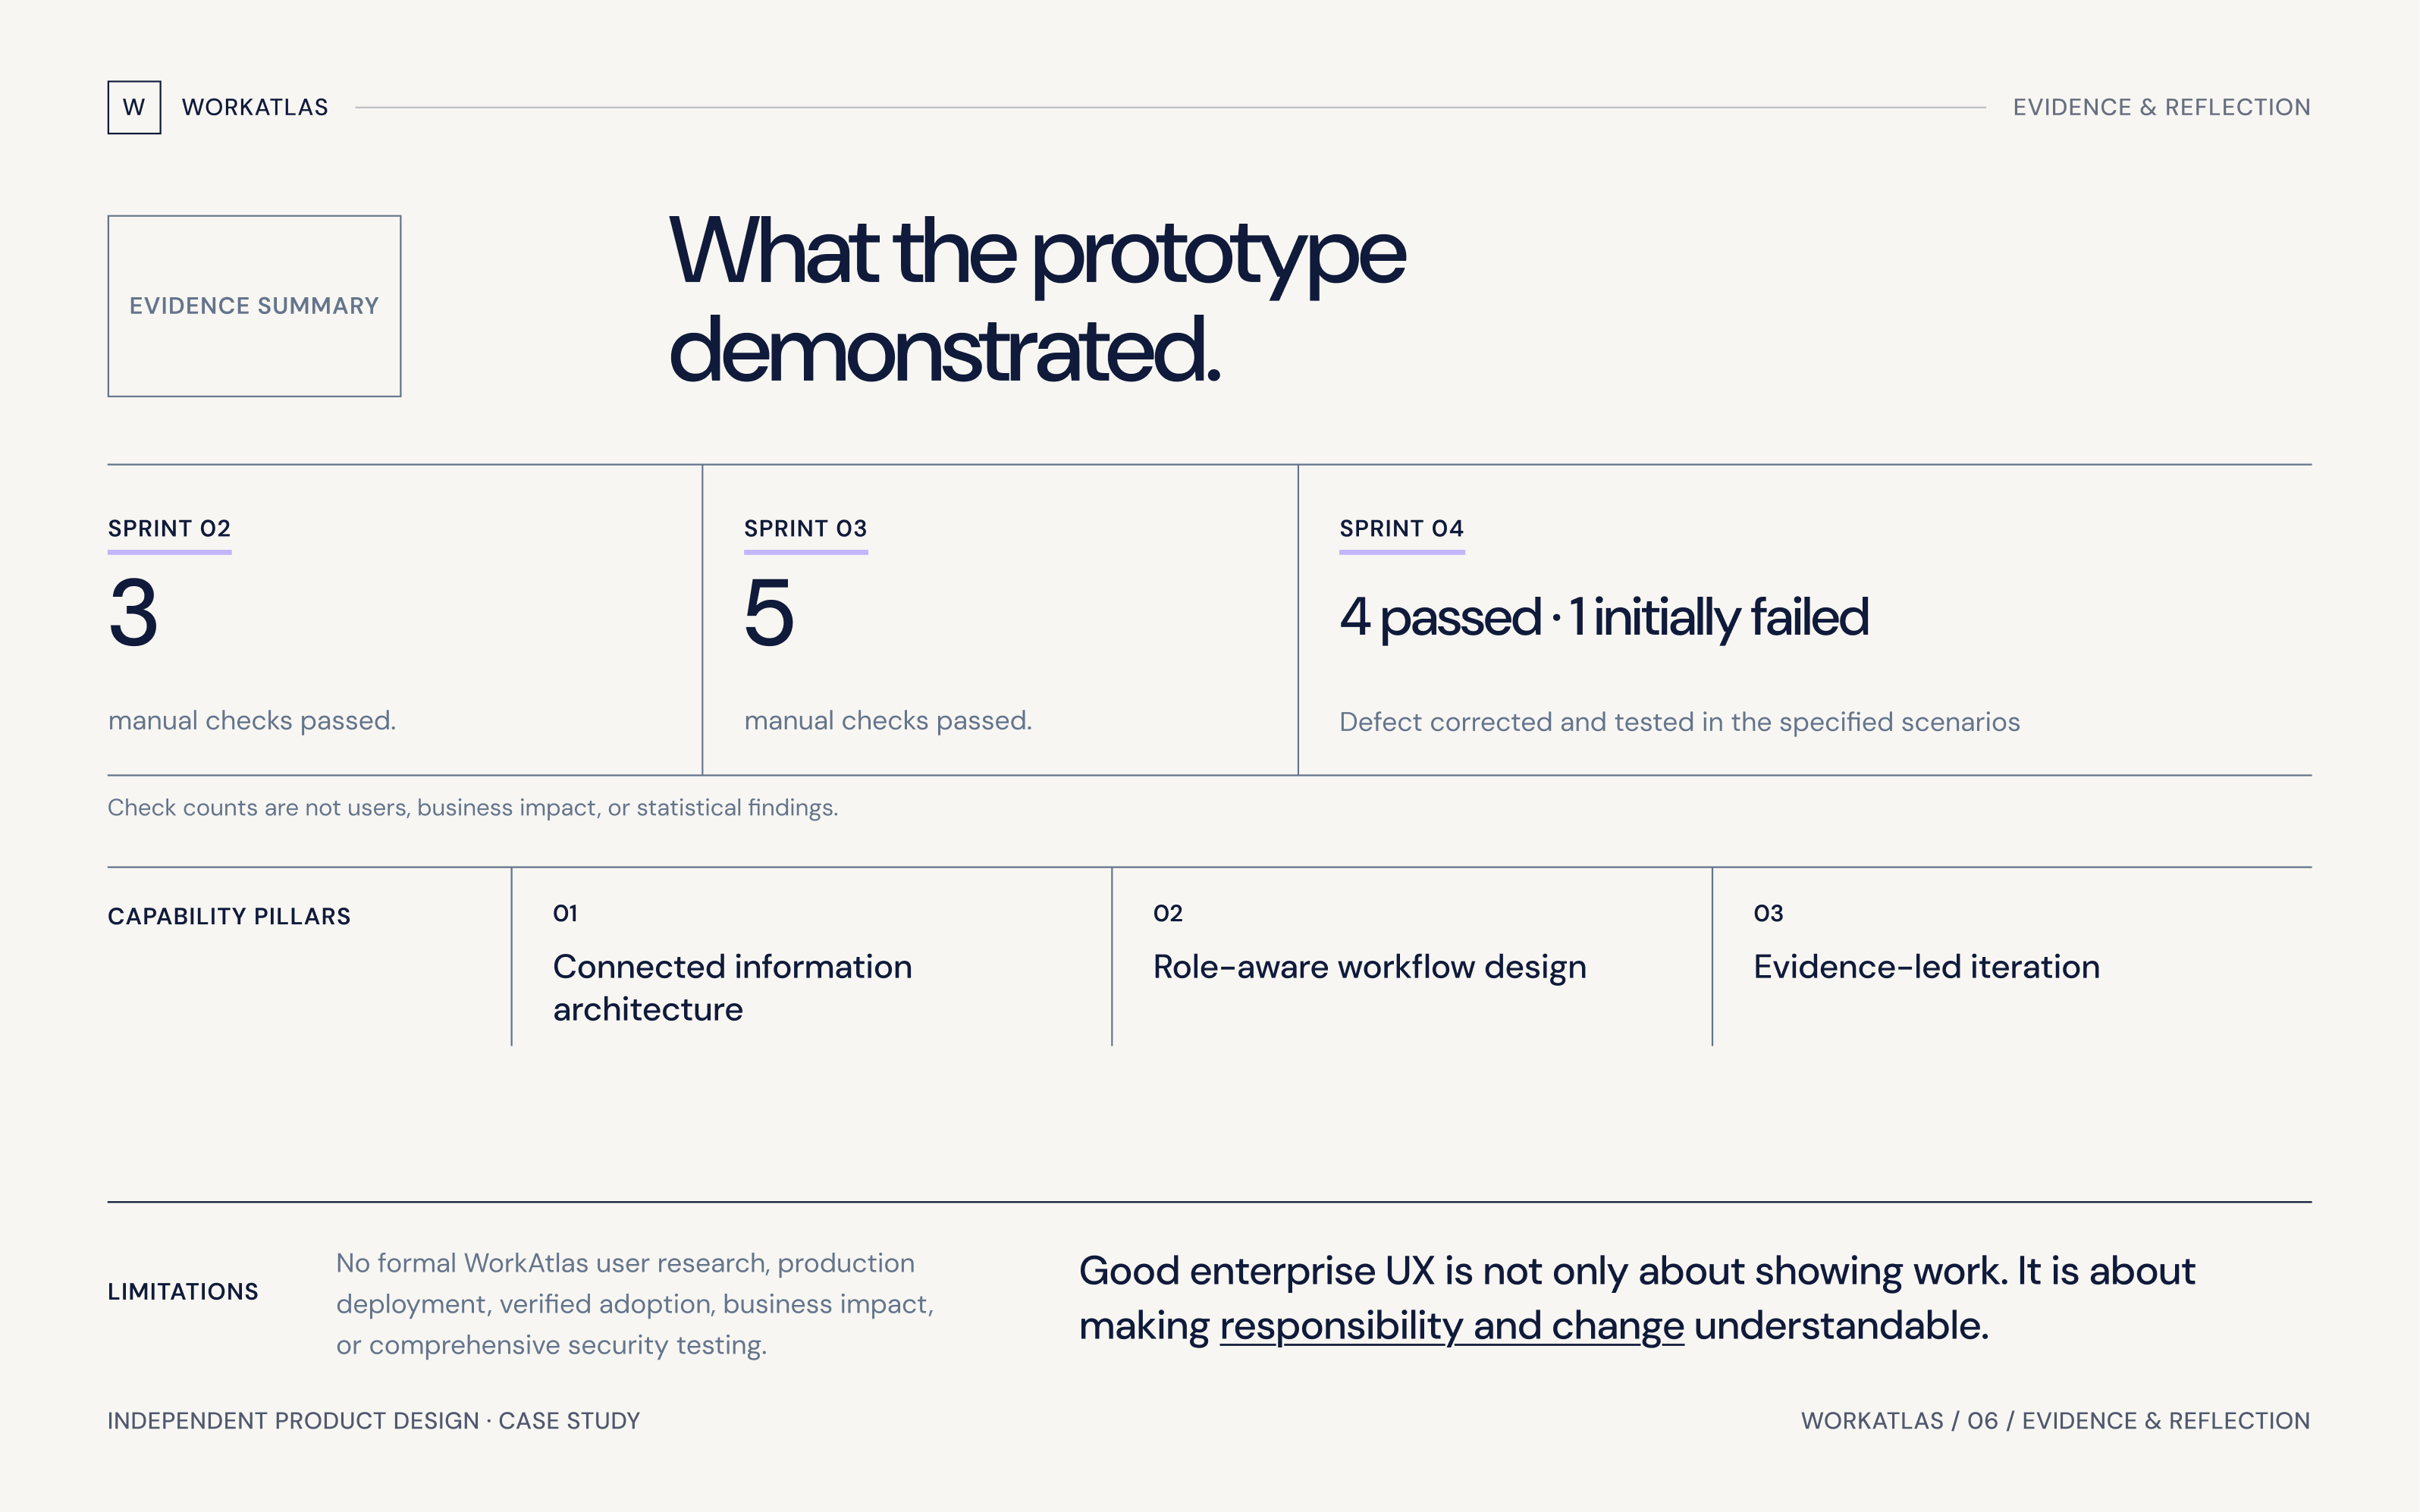 W
WORKATLAS
EVIDENCE & REFLECTION
EVIDENCE SUMMARY
What the prototype
demonstrated.
SPRINT 02
3
manual checks passed.
SPRINT 03
5
manual checks passed.
SPRINT 04
4 passed · 1 initially failed
Defect corrected and tested in the specified scenarios
Check counts are not users, business impact, or statistical findings.
CAPABILITY PILLARS
01
Connected information
architecture
02
Role-aware workflow design
03
Evidence-led iteration
LIMITATIONS
No formal WorkAtlas user research, production
deployment, verified adoption, business impact,
or comprehensive security testing.
Good enterprise UX is not only about showing work. It is about
making responsibility and change understandable.
INDEPENDENT PRODUCT DESIGN · CASE STUDY
WORKATLAS / 06 / EVIDENCE & REFLECTION